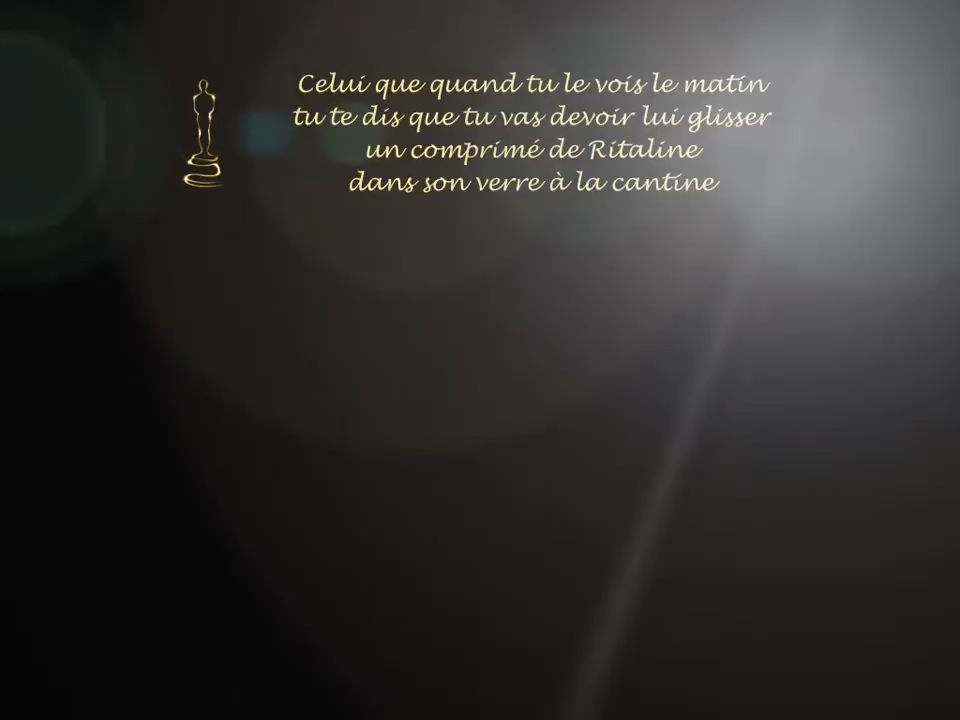 Celui que quand tu le vois le matin
tu te dis que tu vas devoir lui glisser
un comprimé de Ritaline
dans son verre à la cantine